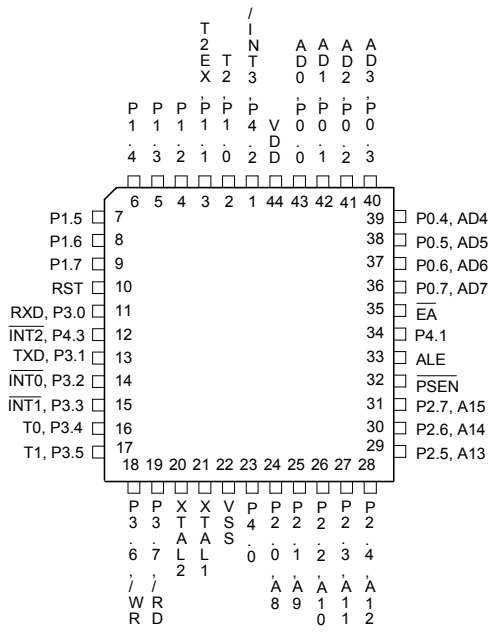 P1.4
P1.3
P1.2
T2EX,P1.1
T2,P1.0
/INT3,P4.2
VDD
AD0,P0.0
AD1,P0.1
AD2,P0.2
AD3,P0.3
6 5 4 3 2 1 44 43 42 41 40
P1.5 7
P1.6 8
P1.7 9
RST 10
RXD, P3.0 11
INT2, P4.3 12
TXD, P3.1 13
INT0, P3.2 14
INT1, P3.3 15
T0, P3.4 16
T1, P3.5 17
39 P0.4, AD4
38 P0.5, AD5
37 P0.6, AD6
36 P0.7, AD7
35 EA
34 P4.1
33 ALE
32 PSEN
31 P2.7, A15
30 P2.6, A14
29 P2.5, A13
18 19 20 21 22 23 24 25 26 27 28
P3.6,/WR
P3.7,/RD
XTAL2
XTAL1
VSS
P4.0
P2.0,A8
P2.1,A9
P2.2,A10
P2.3,A11
P2.4,A12